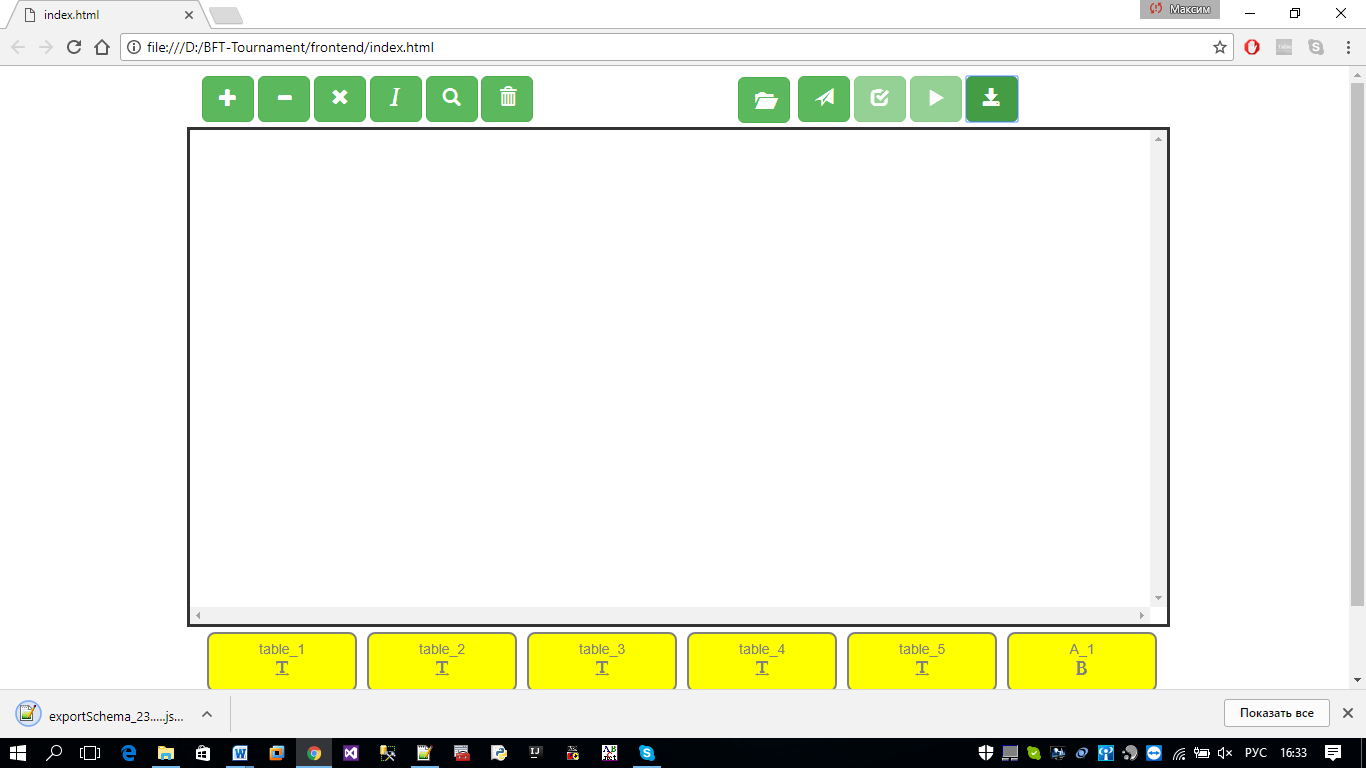 index.html
Максим
file:///D:/BFT-Tournament/frontend/index.html
table_1
table_2
table_3
table_4
table_5
A_1
T
T
T
T
T
B
exportSchema_23.....js...
Показать все
РУС
16:33